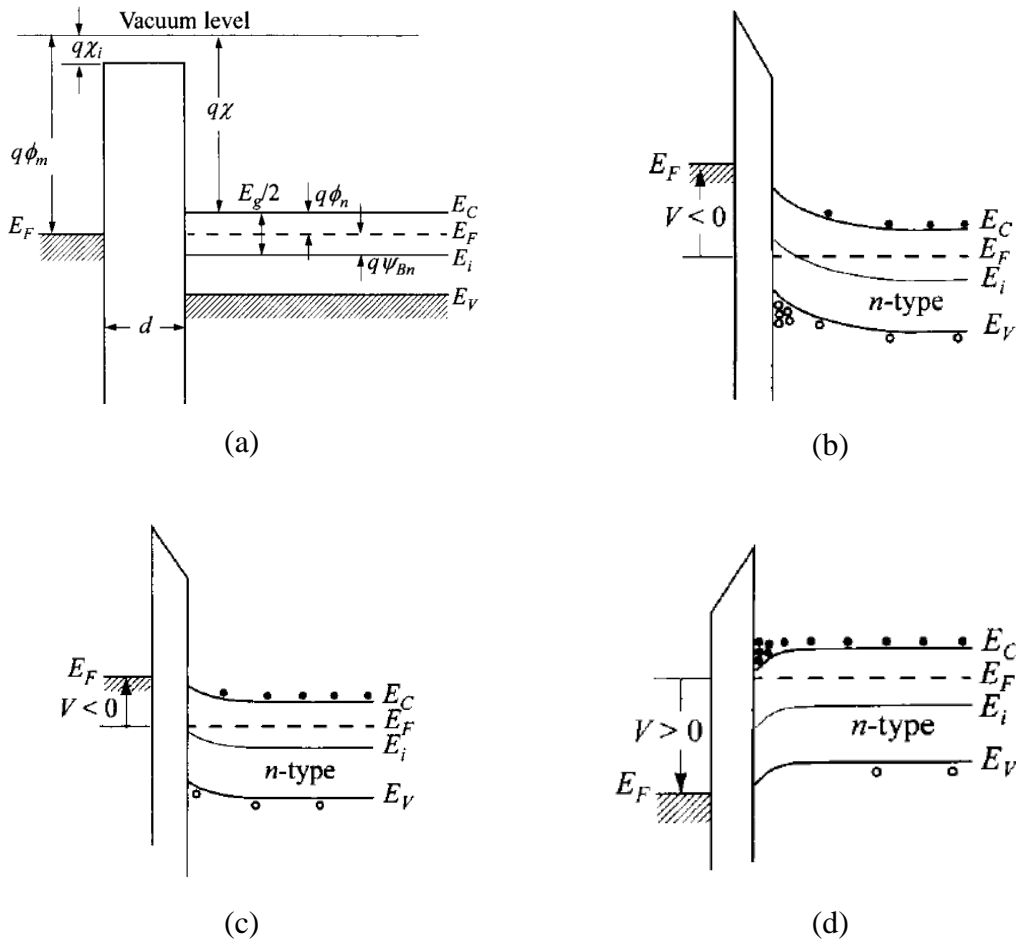 Vacuum level
qχi
qχ
qϕm
Eg/2 qϕn
EC
EF
EF
Ei
qψBn
EV
d
(a)
EF
V < 0
EC
EF
Ei
n-type
EV
(b)
EF
V < 0
EC
EF
Ei
n-type
EV
(c)
EC
EF
V > 0
Ei
n-type
EV
EF
(d)